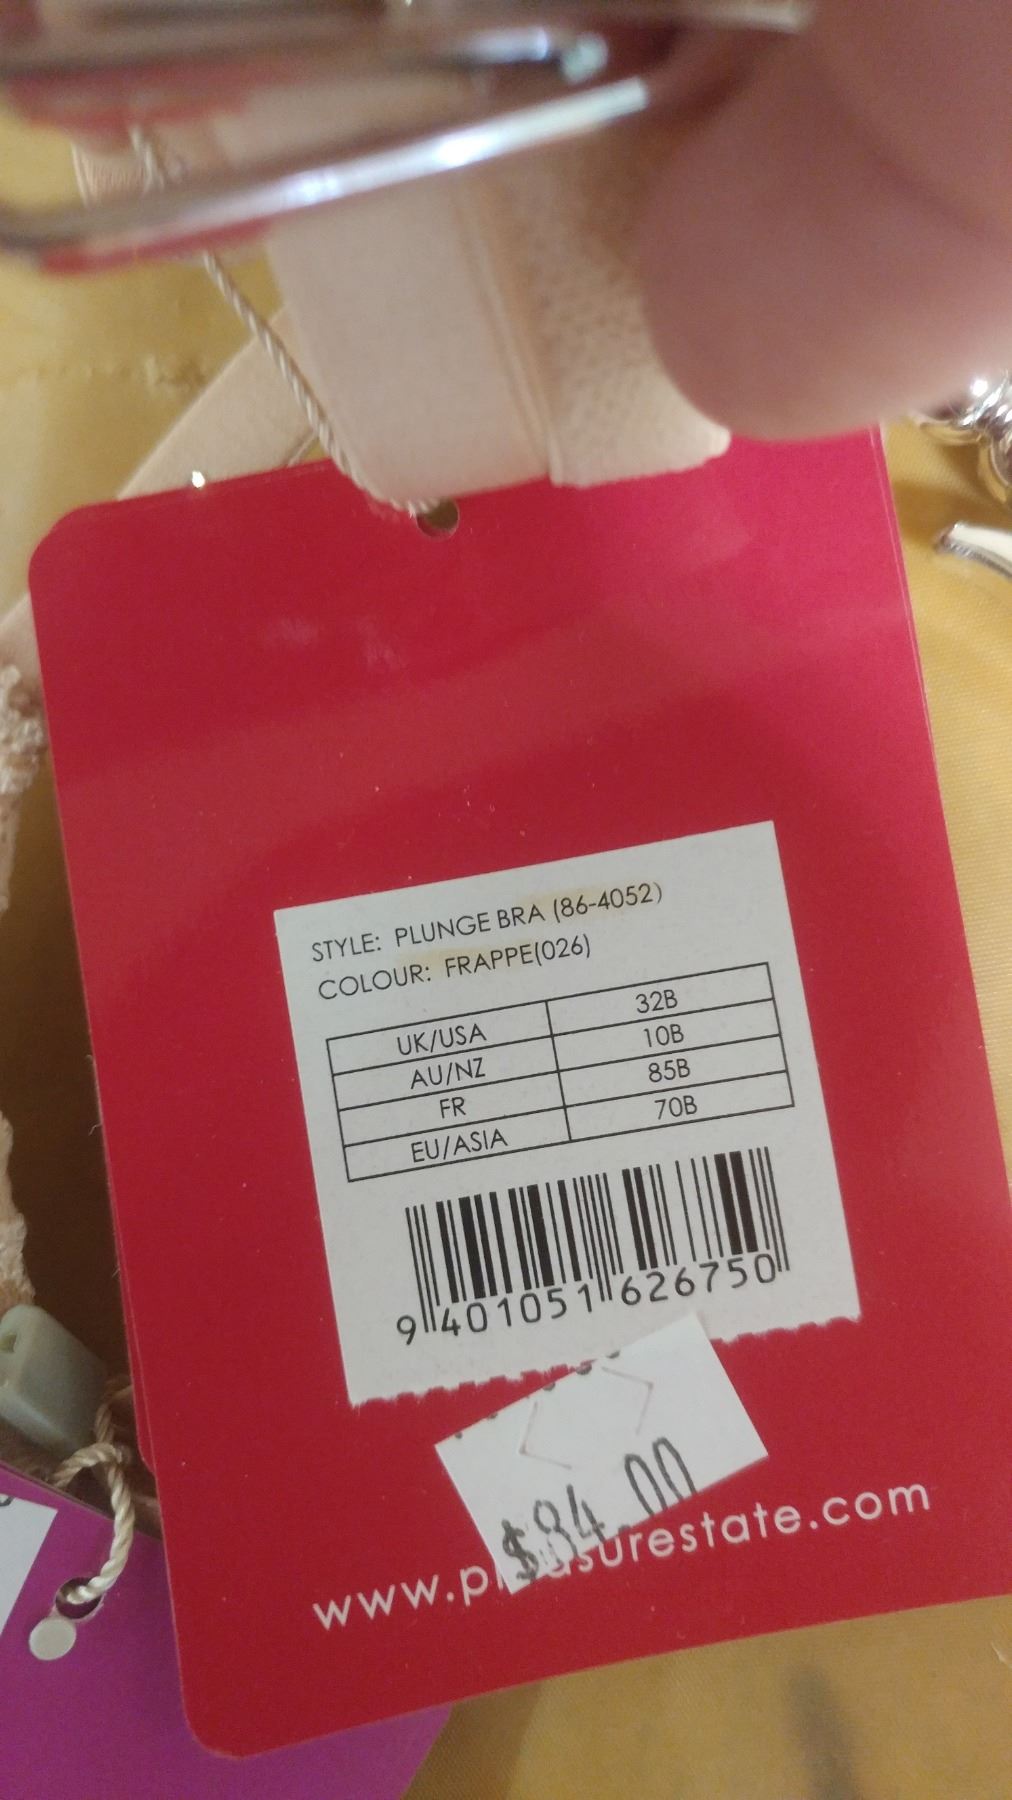 STYLE: PLUNGE BRA (86-4052)
COLOUR: FRAPPE(026)
UK/USA 32B
AU/NZ 10B
FR 85B
EU/ASIA 70B
9 401051 626750
$84.00
www.pleasurestate.com